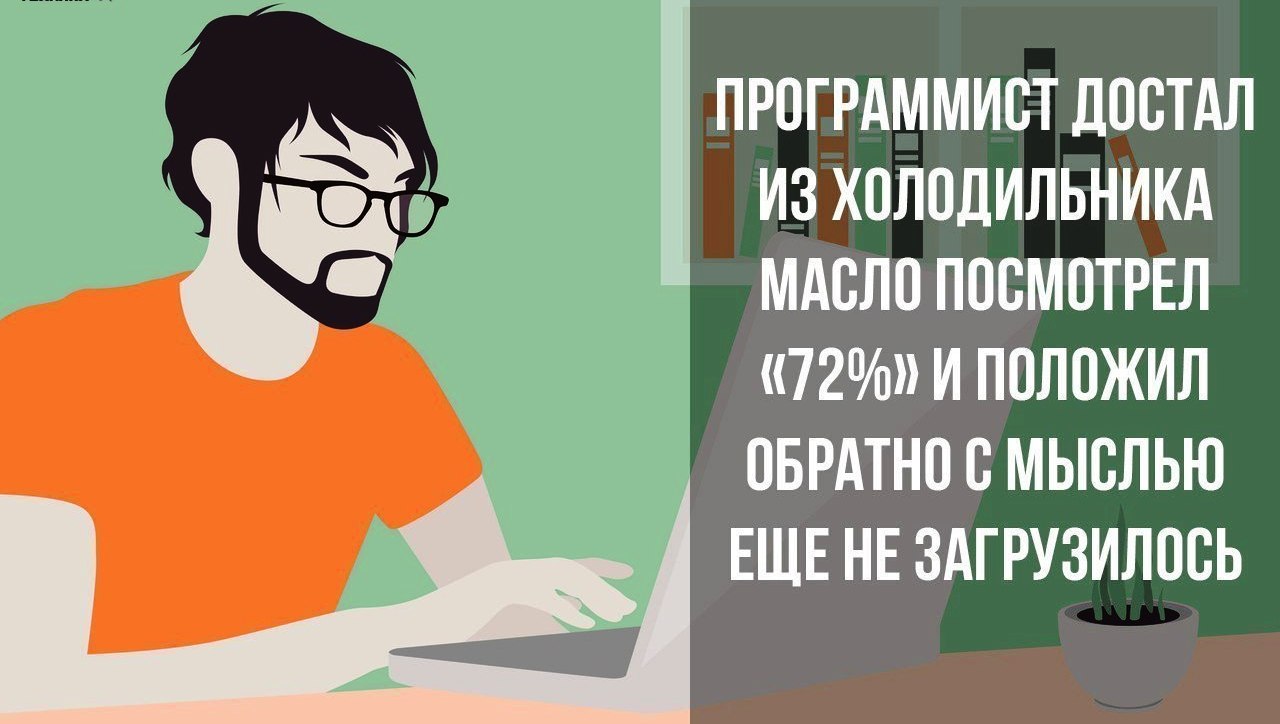 ПРОГРАММИСТ ДОСТАЛ
ИЗ ХОЛОДИЛЬНИКА
МАСЛО ПОСМОТРЕЛ
«72%» И ПОЛОЖИЛ
ОБРАТНО С МЫСЛЬЮ
ЕЩЕ НЕ ЗАГРУЗИЛОСЬ